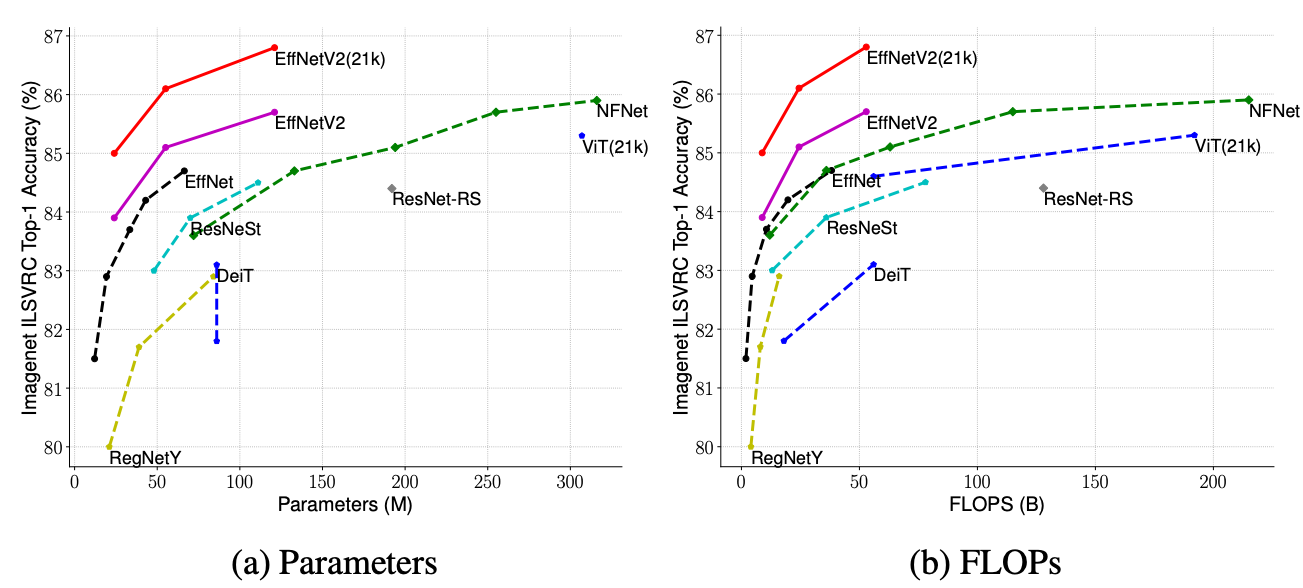 Imagenet ILSVRC Top-1 Accuracy (%)
87
86
85
84
83
82
81
80
EffNetV2(21k)
EffNetV2
NFNet
ViT(21k)
EffNet
ResNet-RS
ResNeSt
DeiT
RegNetY
0 50 100 150 200 250 300
Parameters (M)
(a) Parameters
Imagenet ILSVRC Top-1 Accuracy (%)
87
86
85
84
83
82
81
80
EffNetV2(21k)
NFNet
EffNetV2
ViT(21k)
EffNet
ResNet-RS
ResNeSt
DeiT
RegNetY
0 50 100 150 200
FLOPS (B)
(b) FLOPs